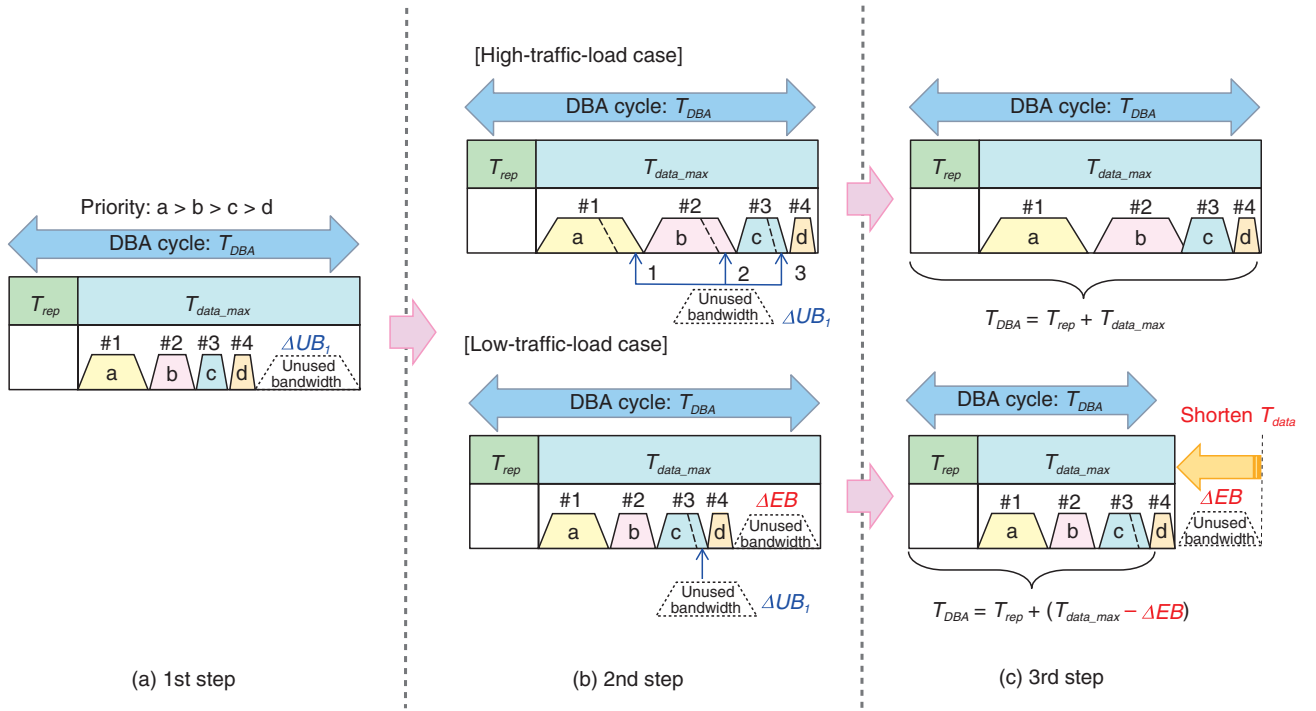 Priority: a > b > c > d
DBA cycle: T_DBA
T_rep
T_data_max
#1 #2 #3 #4 ΔUB₁
a b c d Unused
bandwidth
(a) 1st step
[High-traffic-load case]
DBA cycle: T_DBA
T_rep
T_data_max
#1 #2 #3 #4
a b c d
1 2 3
Unused
bandwidth ΔUB₁
[Low-traffic-load case]
DBA cycle: T_DBA
T_rep
T_data_max
#1 #2 #3 #4 ΔEB
a b c d Unused
bandwidth
Unused
bandwidth ΔUB₁
(b) 2nd step
DBA cycle: T_DBA
T_rep
T_data_max
#1 #2 #3 #4
a b c d
T_DBA = T_rep + T_data_max
DBA cycle: T_DBA
Shorten T_data
T_rep
T_data_max
#1 #2 #3 #4 ΔEB
a b c d Unused
bandwidth
T_DBA = T_rep + (T_data_max − ΔEB)
(c) 3rd step